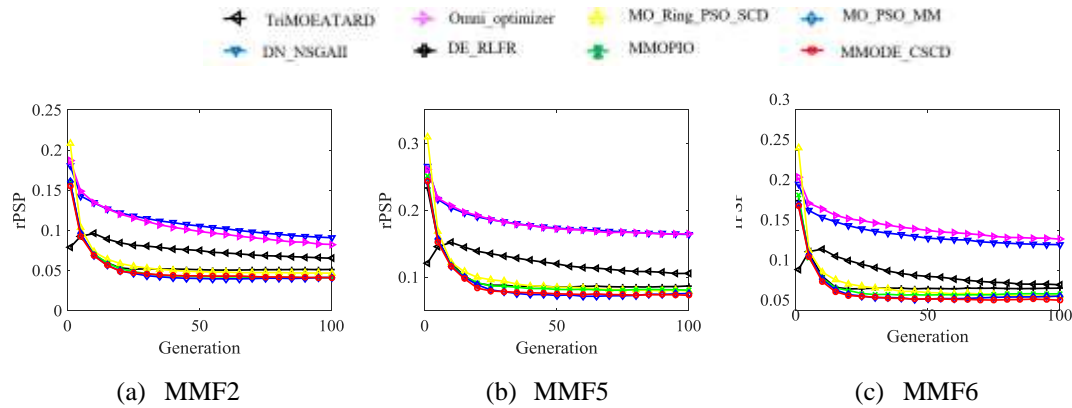 TriMOEATARD Omni_optimizer MO_Ring_PSO_SCD MO_PSO_MM
DN_NSGAII DE_RLFR MMOPIO MMODE_CSCD
0.25
0.2
0.15
0.1
0.05
0
rPSP
0 50 100
Generation
(a) MMF2
0.3
0.2
0.1
rPSP
0 50 100
Generation
(b) MMF5
0.3
0.25
0.2
0.15
0.1
0.05
rPSP
0 50 100
Generation
(c) MMF6